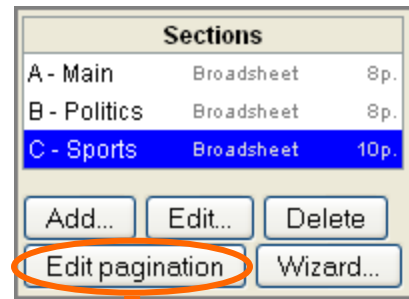 Sections
A - Main Broadsheet 8p.
B - Politics Broadsheet 8p.
C - Sports Broadsheet 10p.
Add... Edit... Delete
Edit pagination Wizard...